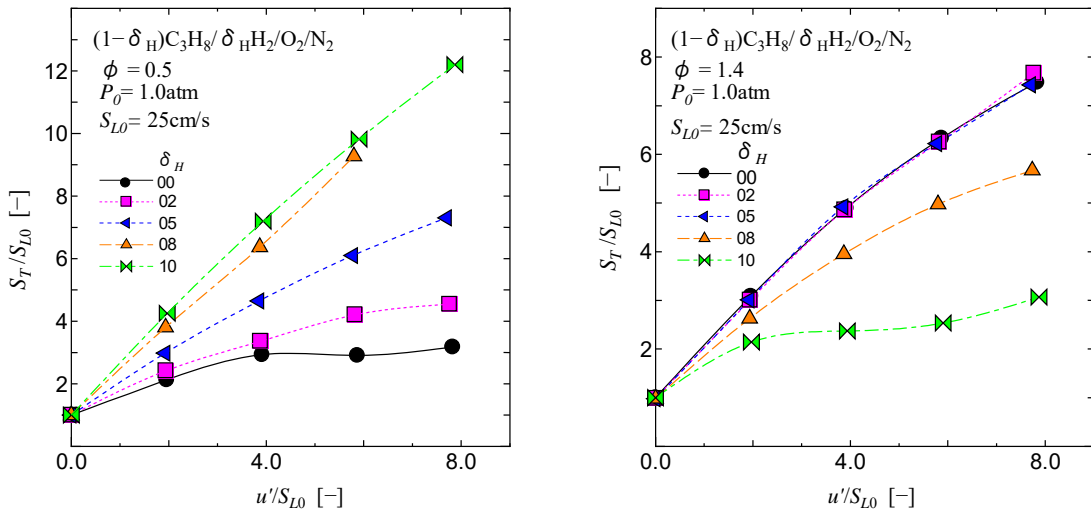 (1−δH)C3H8/δHH2/O2/N2
ϕ = 0.5
P0= 1.0atm
SL0= 25cm/s
δH
00
02
05
08
10
12
10
8
6
4
2
ST/SL0 [−]
0.0 4.0 8.0
u'/SL0 [−]
(1−δH)C3H8/δHH2/O2/N2
ϕ = 1.4
P0= 1.0atm
SL0= 25cm/s
δH
00
02
05
08
10
8
6
4
2
ST/SL0 [−]
0.0 4.0 8.0
u'/SL0 [−]